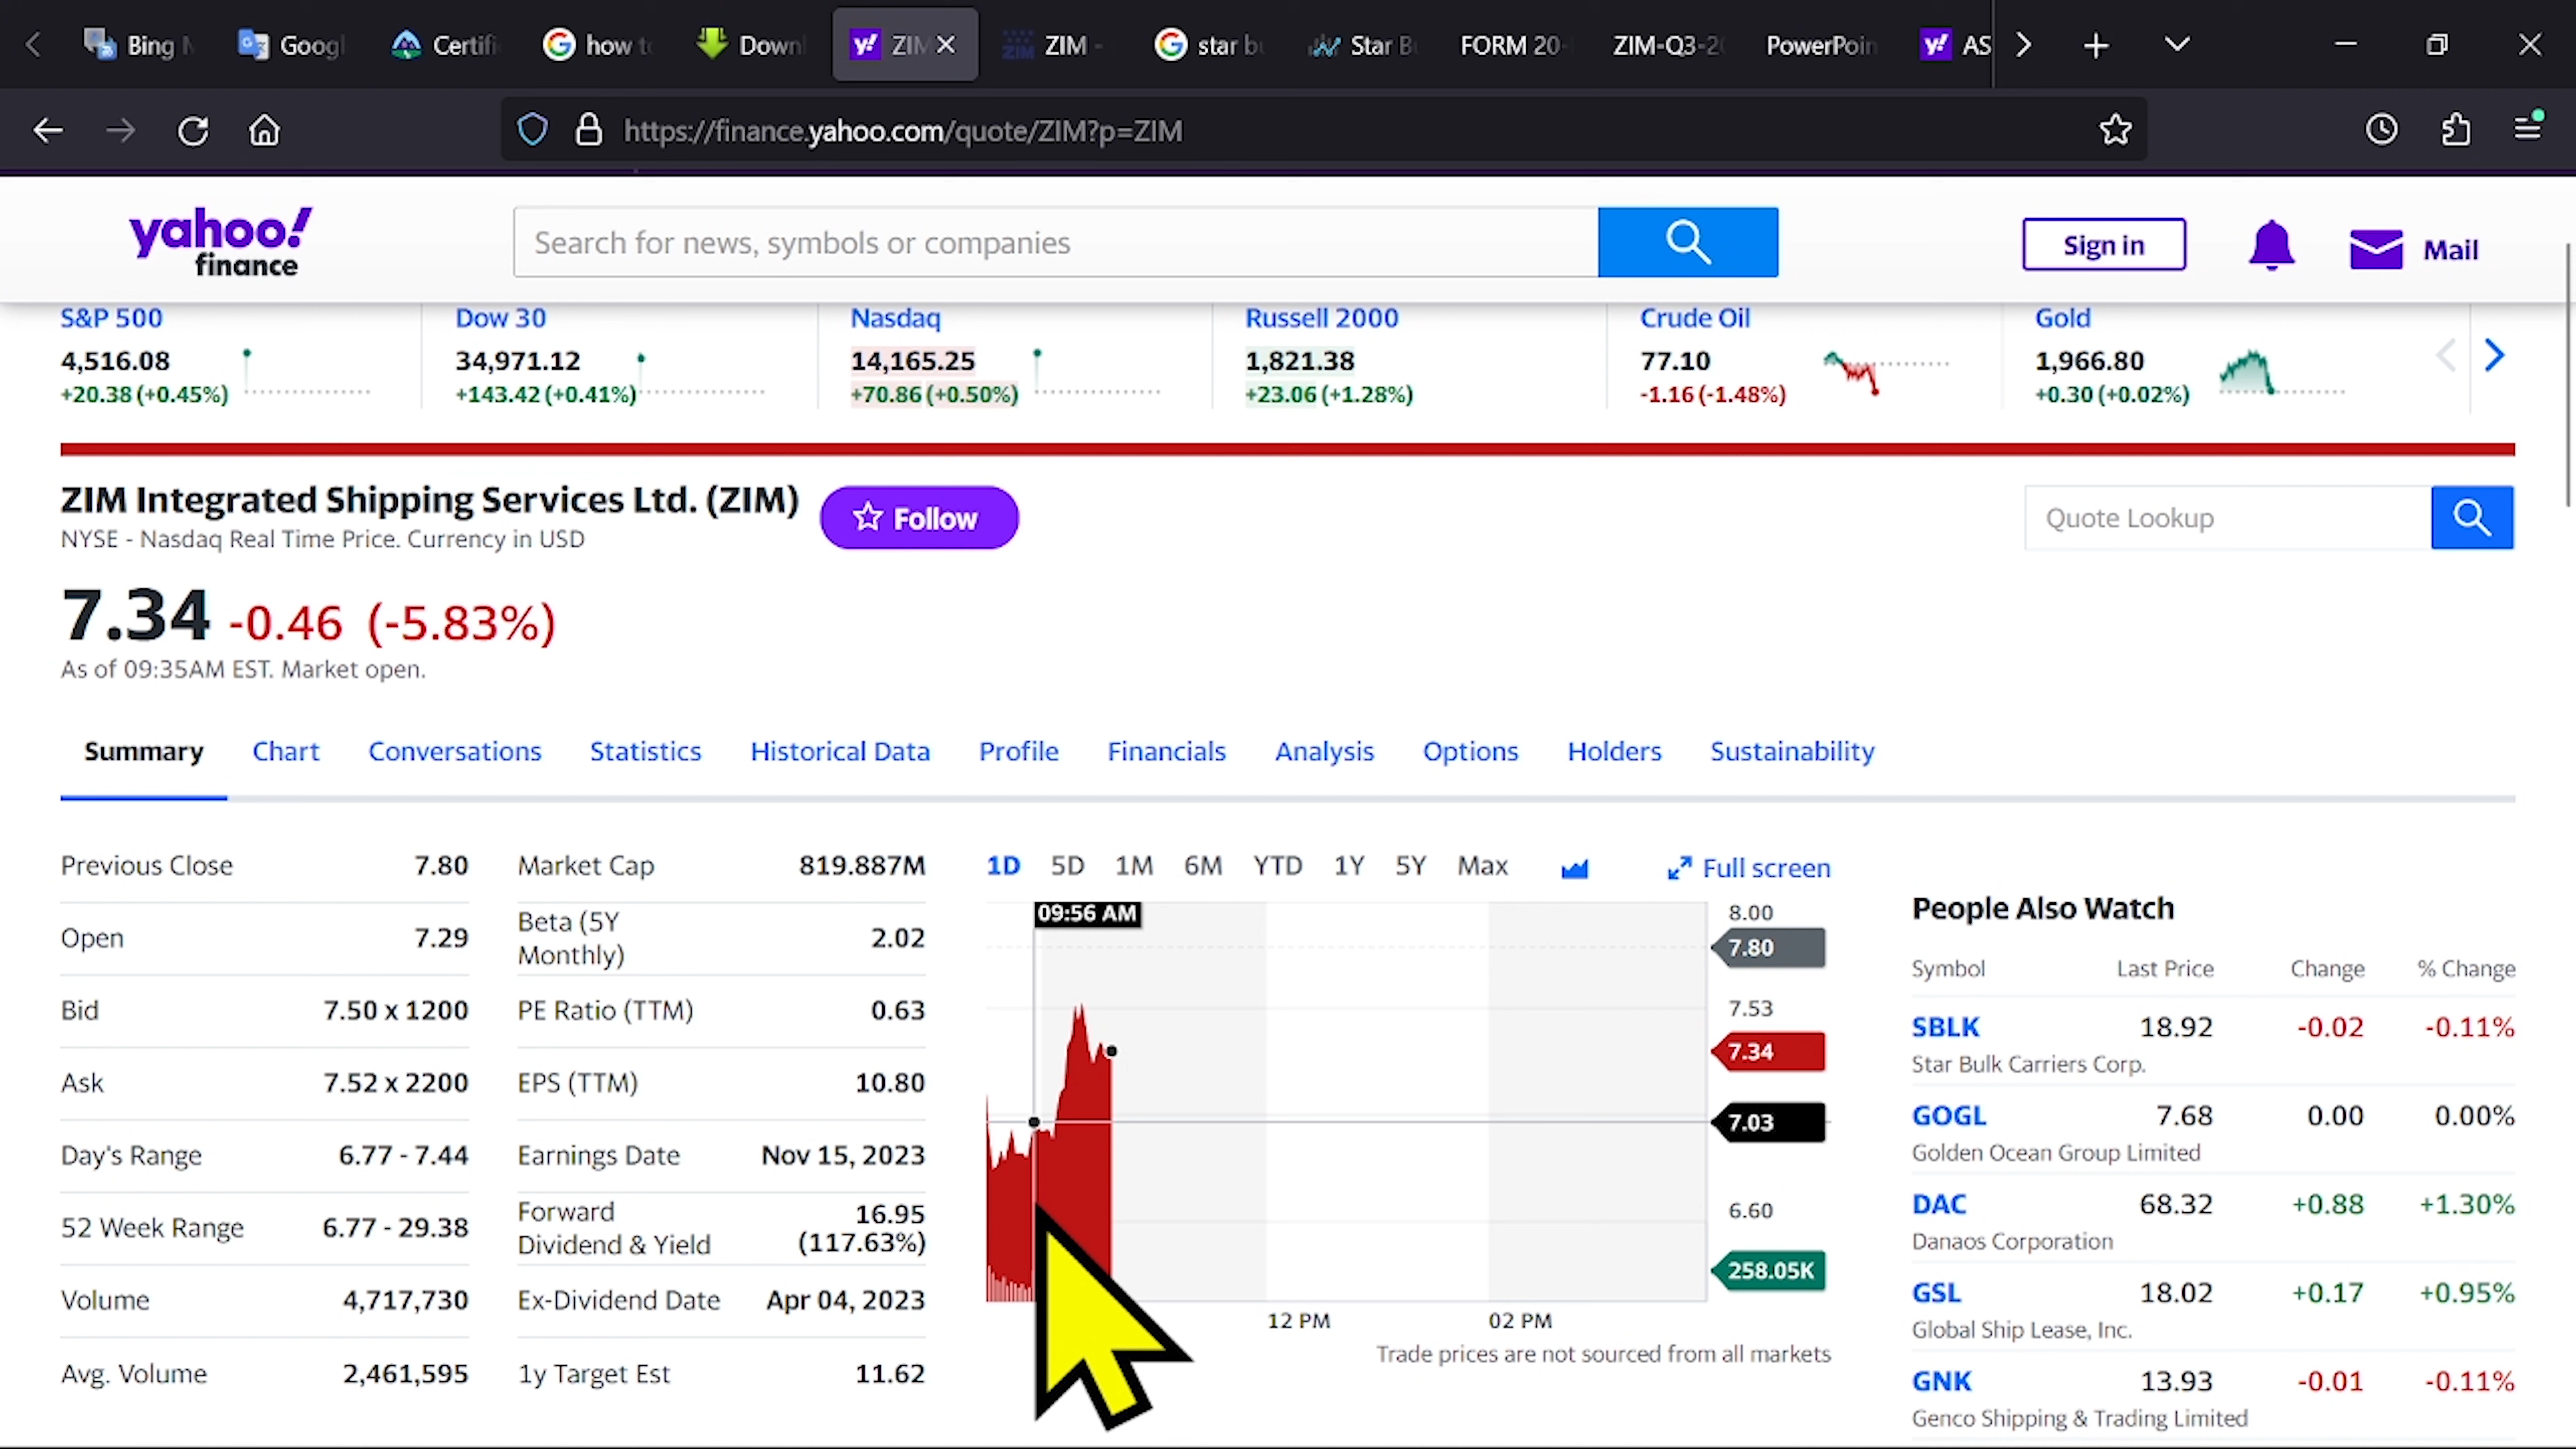 Bing
Googl
Certifi
how to
Down
ZIM
ZIM -
star bu
Star B
FORM 20-
ZIM-Q3-20
PowerPoin
AS
https://finance.yahoo.com/quote/ZIM?p=ZIM
yahoo!
finance
Search for news, symbols or companies
Sign in
Mail
S&P 500
4,516.08
+20.38 (+0.45%)
Dow 30
34,971.12
+143.42 (+0.41%)
Nasdaq
14,165.25
+70.86 (+0.50%)
Russell 2000
1,821.38
+23.06 (+1.28%)
Crude Oil
77.10
-1.16 (-1.48%)
Gold
1,966.80
+0.30 (+0.02%)
ZIM Integrated Shipping Services Ltd. (ZIM)
Follow
NYSE - Nasdaq Real Time Price. Currency in USD
Quote Lookup
7.34 -0.46 (-5.83%)
As of 09:35AM EST. Market open.
Summary Chart Conversations Statistics Historical Data Profile Financials Analysis Options Holders Sustainability
Previous Close 7.80
Open 7.29
Bid 7.50 x 1200
Ask 7.52 x 2200
Day's Range 6.77 - 7.44
52 Week Range 6.77 - 29.38
Volume 4,717,730
Avg. Volume 2,461,595
Market Cap 819.887M
Beta (5Y
Monthly) 2.02
PE Ratio (TTM) 0.63
EPS (TTM) 10.80
Earnings Date Nov 15, 2023
Forward
Dividend & Yield
16.95
(117.63%)
Ex-Dividend Date Apr 04, 2023
1y Target Est 11.62
1D 5D 1M 6M YTD 1Y 5Y Max
Full screen
09:56 AM
8.00
7.80
7.53
7.34
7.03
6.60
258.05K
12 PM 02 PM
Trade prices are not sourced from all markets
People Also Watch
Symbol Last Price Change % Change
SBLK 18.92 -0.02 -0.11%
Star Bulk Carriers Corp.
GOGL 7.68 0.00 0.00%
Golden Ocean Group Limited
DAC 68.32 +0.88 +1.30%
Danaos Corporation
GSL 18.02 +0.17 +0.95%
Global Ship Lease, Inc.
GNK 13.93 -0.01 -0.11%
Genco Shipping & Trading Limited